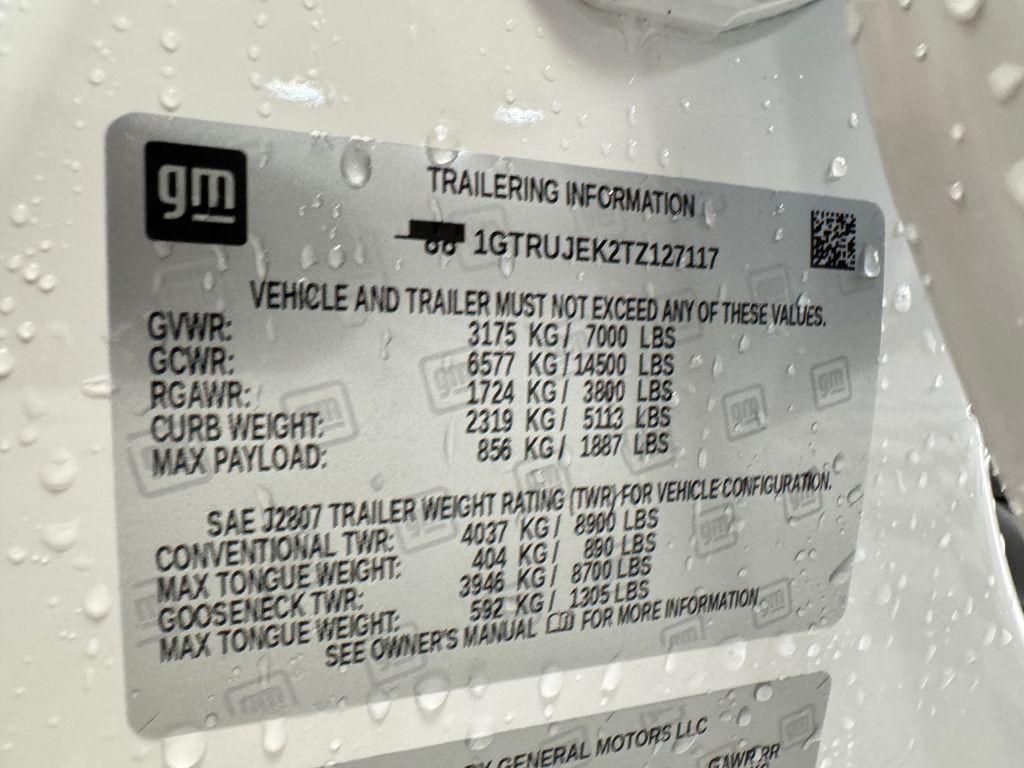 gm
TRAILERING INFORMATION
1GTRUJEK2TZ127117
VEHICLE AND TRAILER MUST NOT EXCEED ANY OF THESE VALUES.
GVWR: 3175 KG/ 7000 LBS
GCWR: 6577 KG/14500 LBS
RGAWR: 1724 KG/ 3800 LBS
CURB WEIGHT: 2319 KG/ 5113 LBS
MAX PAYLOAD: 856 KG/ 1887 LBS
SAE J2807 TRAILER WEIGHT RATING (TWR) FOR VEHICLE CONFIGURATION.
CONVENTIONAL TWR: 4037 KG/ 8900 LBS
MAX TONGUE WEIGHT: 404 KG/ 890 LBS
GOOSENECK TWR: 3946 KG/ 8700 LBS
MAX TONGUE WEIGHT: 592 KG/ 1305 LBS
SEE OWNER'S MANUAL FOR MORE INFORMATION.
BY GENERAL MOTORS LLC
GAWR RR